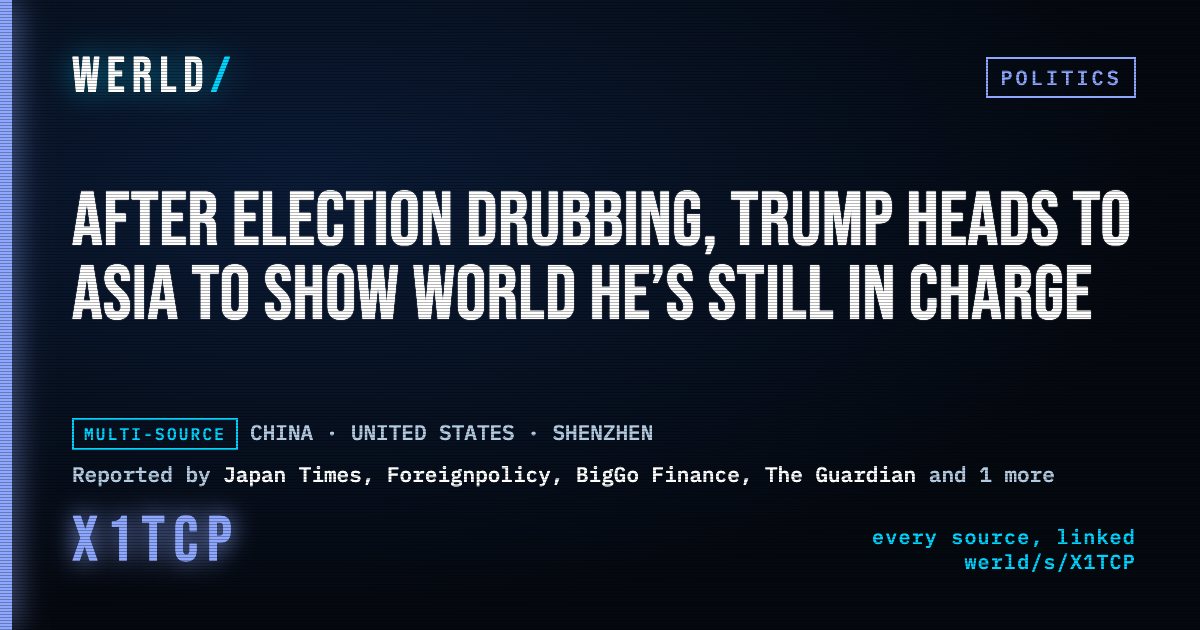 WERLD/
POLITICS
AFTER ELECTION DRUBBING, TRUMP HEADS TO
ASIA TO SHOW WORLD HE’S STILL IN CHARGE
MULTI-SOURCE CHINA · UNITED STATES · SHENZHEN
Reported by Japan Times, Foreignpolicy, BigGo Finance, The Guardian and 1 more
X1TCP
every source, linked
werld/s/X1TCP